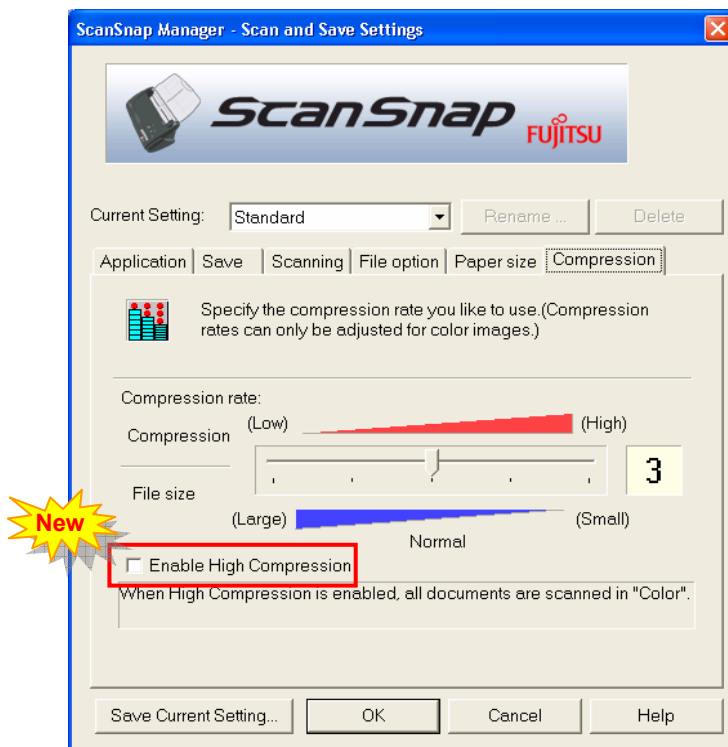 ScanSnap Manager - Scan and Save Settings
ScanSnap FUJITSU
Current Setting: Standard Rename ... Delete
Application Save Scanning File option Paper size Compression
Specify the compression rate you like to use.(Compression
rates can only be adjusted for color images.)
Compression rate:
(Low) (High)
Compression
3
File size
New
(Large) (Small)
Normal
Enable High Compression
When High Compression is enabled, all documents are scanned in "Color".
Save Current Setting... OK Cancel Help